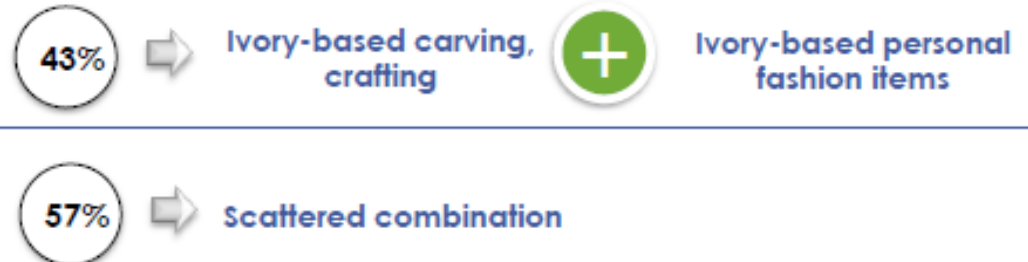 43%
Ivory-based carving,
crafting
+
Ivory-based personal
fashion items
57%
Scattered combination